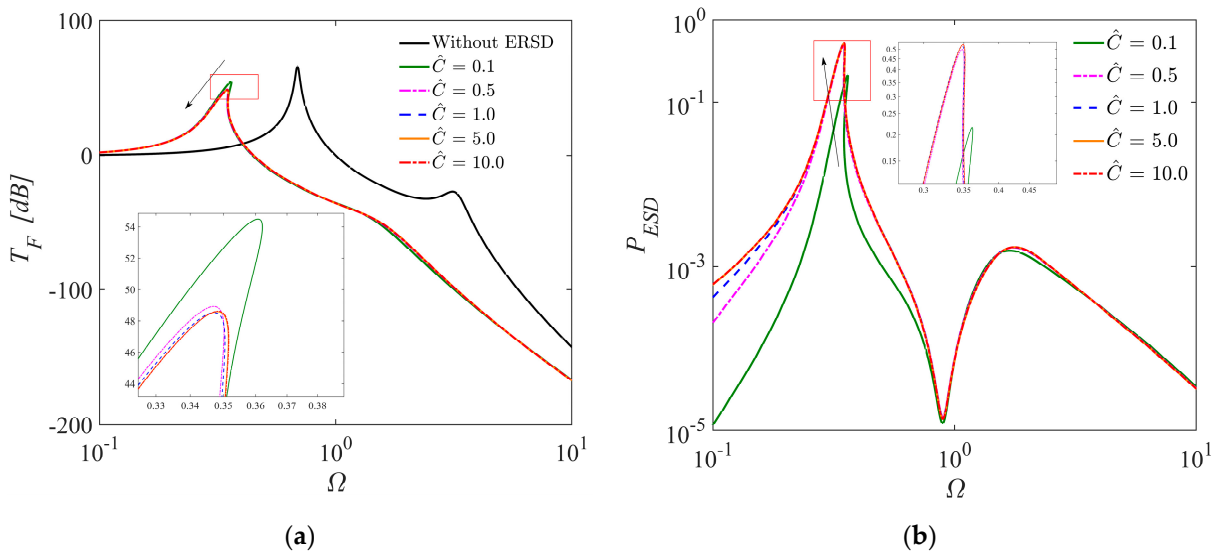 100
0
-100
-200
T_F [dB]
10^-1
10^0
10^1
Ω
Without ERSD
Ĉ = 0.1
Ĉ = 0.5
Ĉ = 1.0
Ĉ = 5.0
Ĉ = 10.0
54
52
50
48
46
44
0.33
0.34
0.35
0.36
0.37
0.38
(a)
10^0
10^-1
10^-3
10^-5
P_ESD
10^-1
10^0
10^1
Ω
Ĉ = 0.1
Ĉ = 0.5
Ĉ = 1.0
Ĉ = 5.0
Ĉ = 10.0
0.5
0.4
0.35
0.3
0.25
0.2
0.15
0.3
0.35
0.4
0.45
(b)